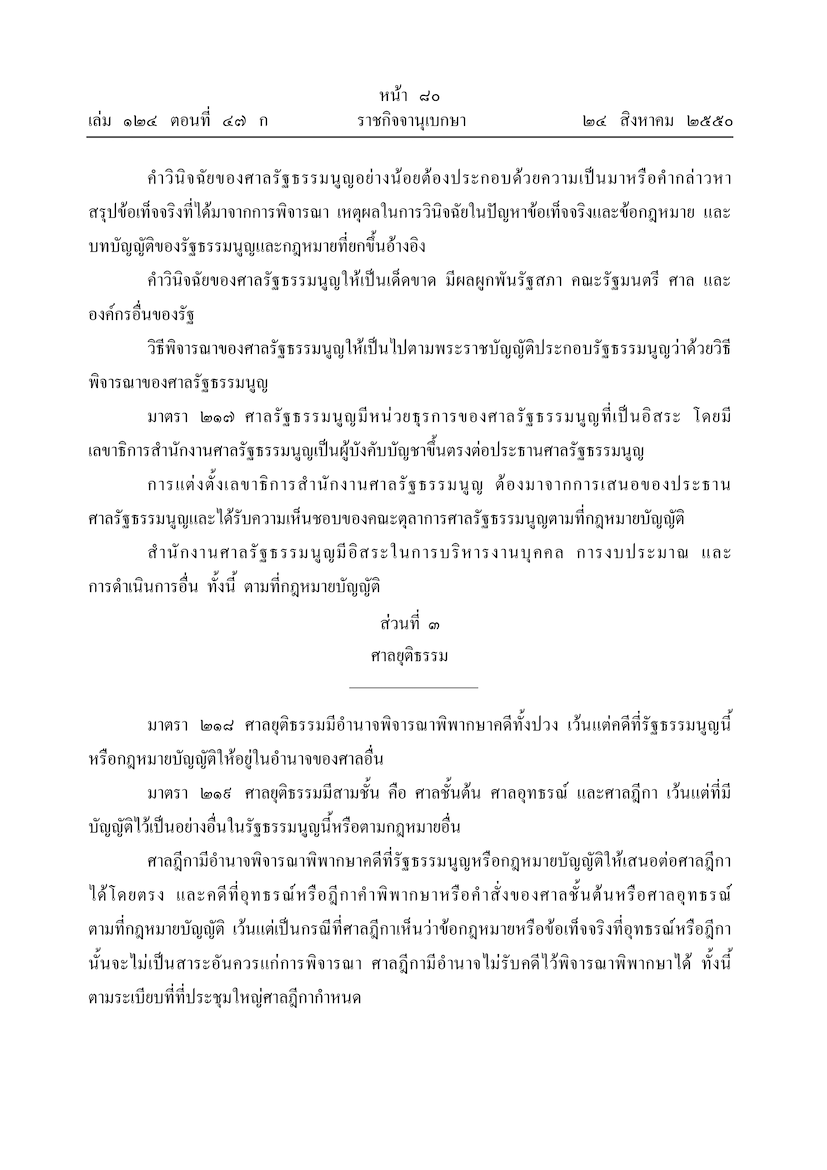 หน้า ๘๐
เล่ม ๑๒๔ ตอนที่ ๔๗ ก ราชกิจจานุเบกษา ๒๔ สิงหาคม ๒๕๕๐
คำวินิจฉัยของศาลรัฐธรรมนูญอย่างน้อยต้องประกอบด้วยความเป็นมาหรือคำกล่าวหา
สรุปข้อเท็จจริงที่ได้มาจากการพิจารณา เหตุผลในการวินิจฉัยในปัญหาข้อเท็จจริงและข้อกฎหมาย และ
บทบัญญัติของรัฐธรรมนูญและกฎหมายที่ยกขึ้นอ้างอิง
คำวินิจฉัยของศาลรัฐธรรมนูญให้เป็นเด็ดขาด มีผลผูกพันรัฐสภา คณะรัฐมนตรี ศาล และ
องค์กรอื่นของรัฐ
วิธีพิจารณาของศาลรัฐธรรมนูญให้เป็นไปตามพระราชบัญญัติประกอบรัฐธรรมนูญว่าด้วยวิธี
พิจารณาของศาลรัฐธรรมนูญ
มาตรา ๒๑๗ ศาลรัฐธรรมนูญมีหน่วยธุรการของศาลรัฐธรรมนูญที่เป็นอิสระ โดยมี
เลขาธิการสำนักงานศาลรัฐธรรมนูญเป็นผู้บังคับบัญชาขึ้นตรงต่อประธานศาลรัฐธรรมนูญ
การแต่งตั้งเลขาธิการสำนักงานศาลรัฐธรรมนูญ ต้องมาจากการเสนอของประธาน
ศาลรัฐธรรมนูญและได้รับความเห็นชอบของคณะตุลาการศาลรัฐธรรมนูญตามที่กฎหมายบัญญัติ
สำนักงานศาลรัฐธรรมนูญมีอิสระในการบริหารงานบุคคล การงบประมาณ และ
การดำเนินการอื่น ทั้งนี้ ตามที่กฎหมายบัญญัติ
ส่วนที่ ๓
ศาลยุติธรรม
มาตรา ๒๑๘ ศาลยุติธรรมมีอำนาจพิจารณาพิพากษาคดีทั้งปวง เว้นแต่คดีที่รัฐธรรมนูญนี้
หรือกฎหมายบัญญัติให้อยู่ในอำนาจของศาลอื่น
มาตรา ๒๑๙ ศาลยุติธรรมมีสามชั้น คือ ศาลชั้นต้น ศาลอุทธรณ์ และศาลฎีกา เว้นแต่ที่มี
บัญญัติไว้เป็นอย่างอื่นในรัฐธรรมนูญนี้หรือตามกฎหมายอื่น
ศาลฎีกามีอำนาจพิจารณาพิพากษาคดีที่รัฐธรรมนูญหรือกฎหมายบัญญัติให้เสนอต่อศาลฎีกา
ได้โดยตรง และคดีที่อุทธรณ์หรือฎีกาคำพิพากษาหรือคำสั่งของศาลชั้นต้นหรือศาลอุทธรณ์
ตามที่กฎหมายบัญญัติ เว้นแต่เป็นกรณีที่ศาลฎีกาเห็นว่าข้อกฎหมายหรือข้อเท็จจริงที่อุทธรณ์หรือฎีกา
นั้นจะไม่เป็นสาระอันควรแก่การพิจารณา ศาลฎีกามีอำนาจไม่รับคดีไว้พิจารณาพิพากษาได้ ทั้งนี้
ตามระเบียบที่ที่ประชุมใหญ่ศาลฎีกากำหนด